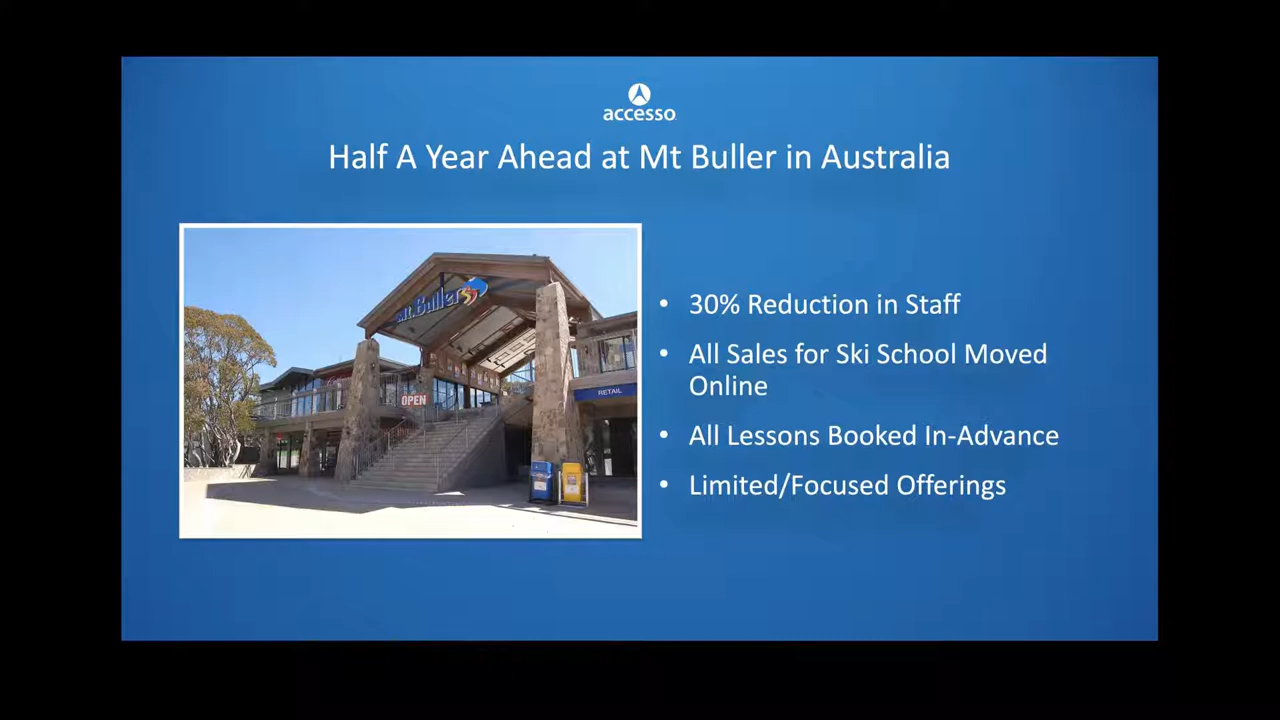 accesso
Half A Year Ahead at Mt Buller in Australia
Mt.Buller
OPEN
RETAIL
• 30% Reduction in Staff
• All Sales for Ski School Moved
Online
• All Lessons Booked In-Advance
• Limited/Focused Offerings